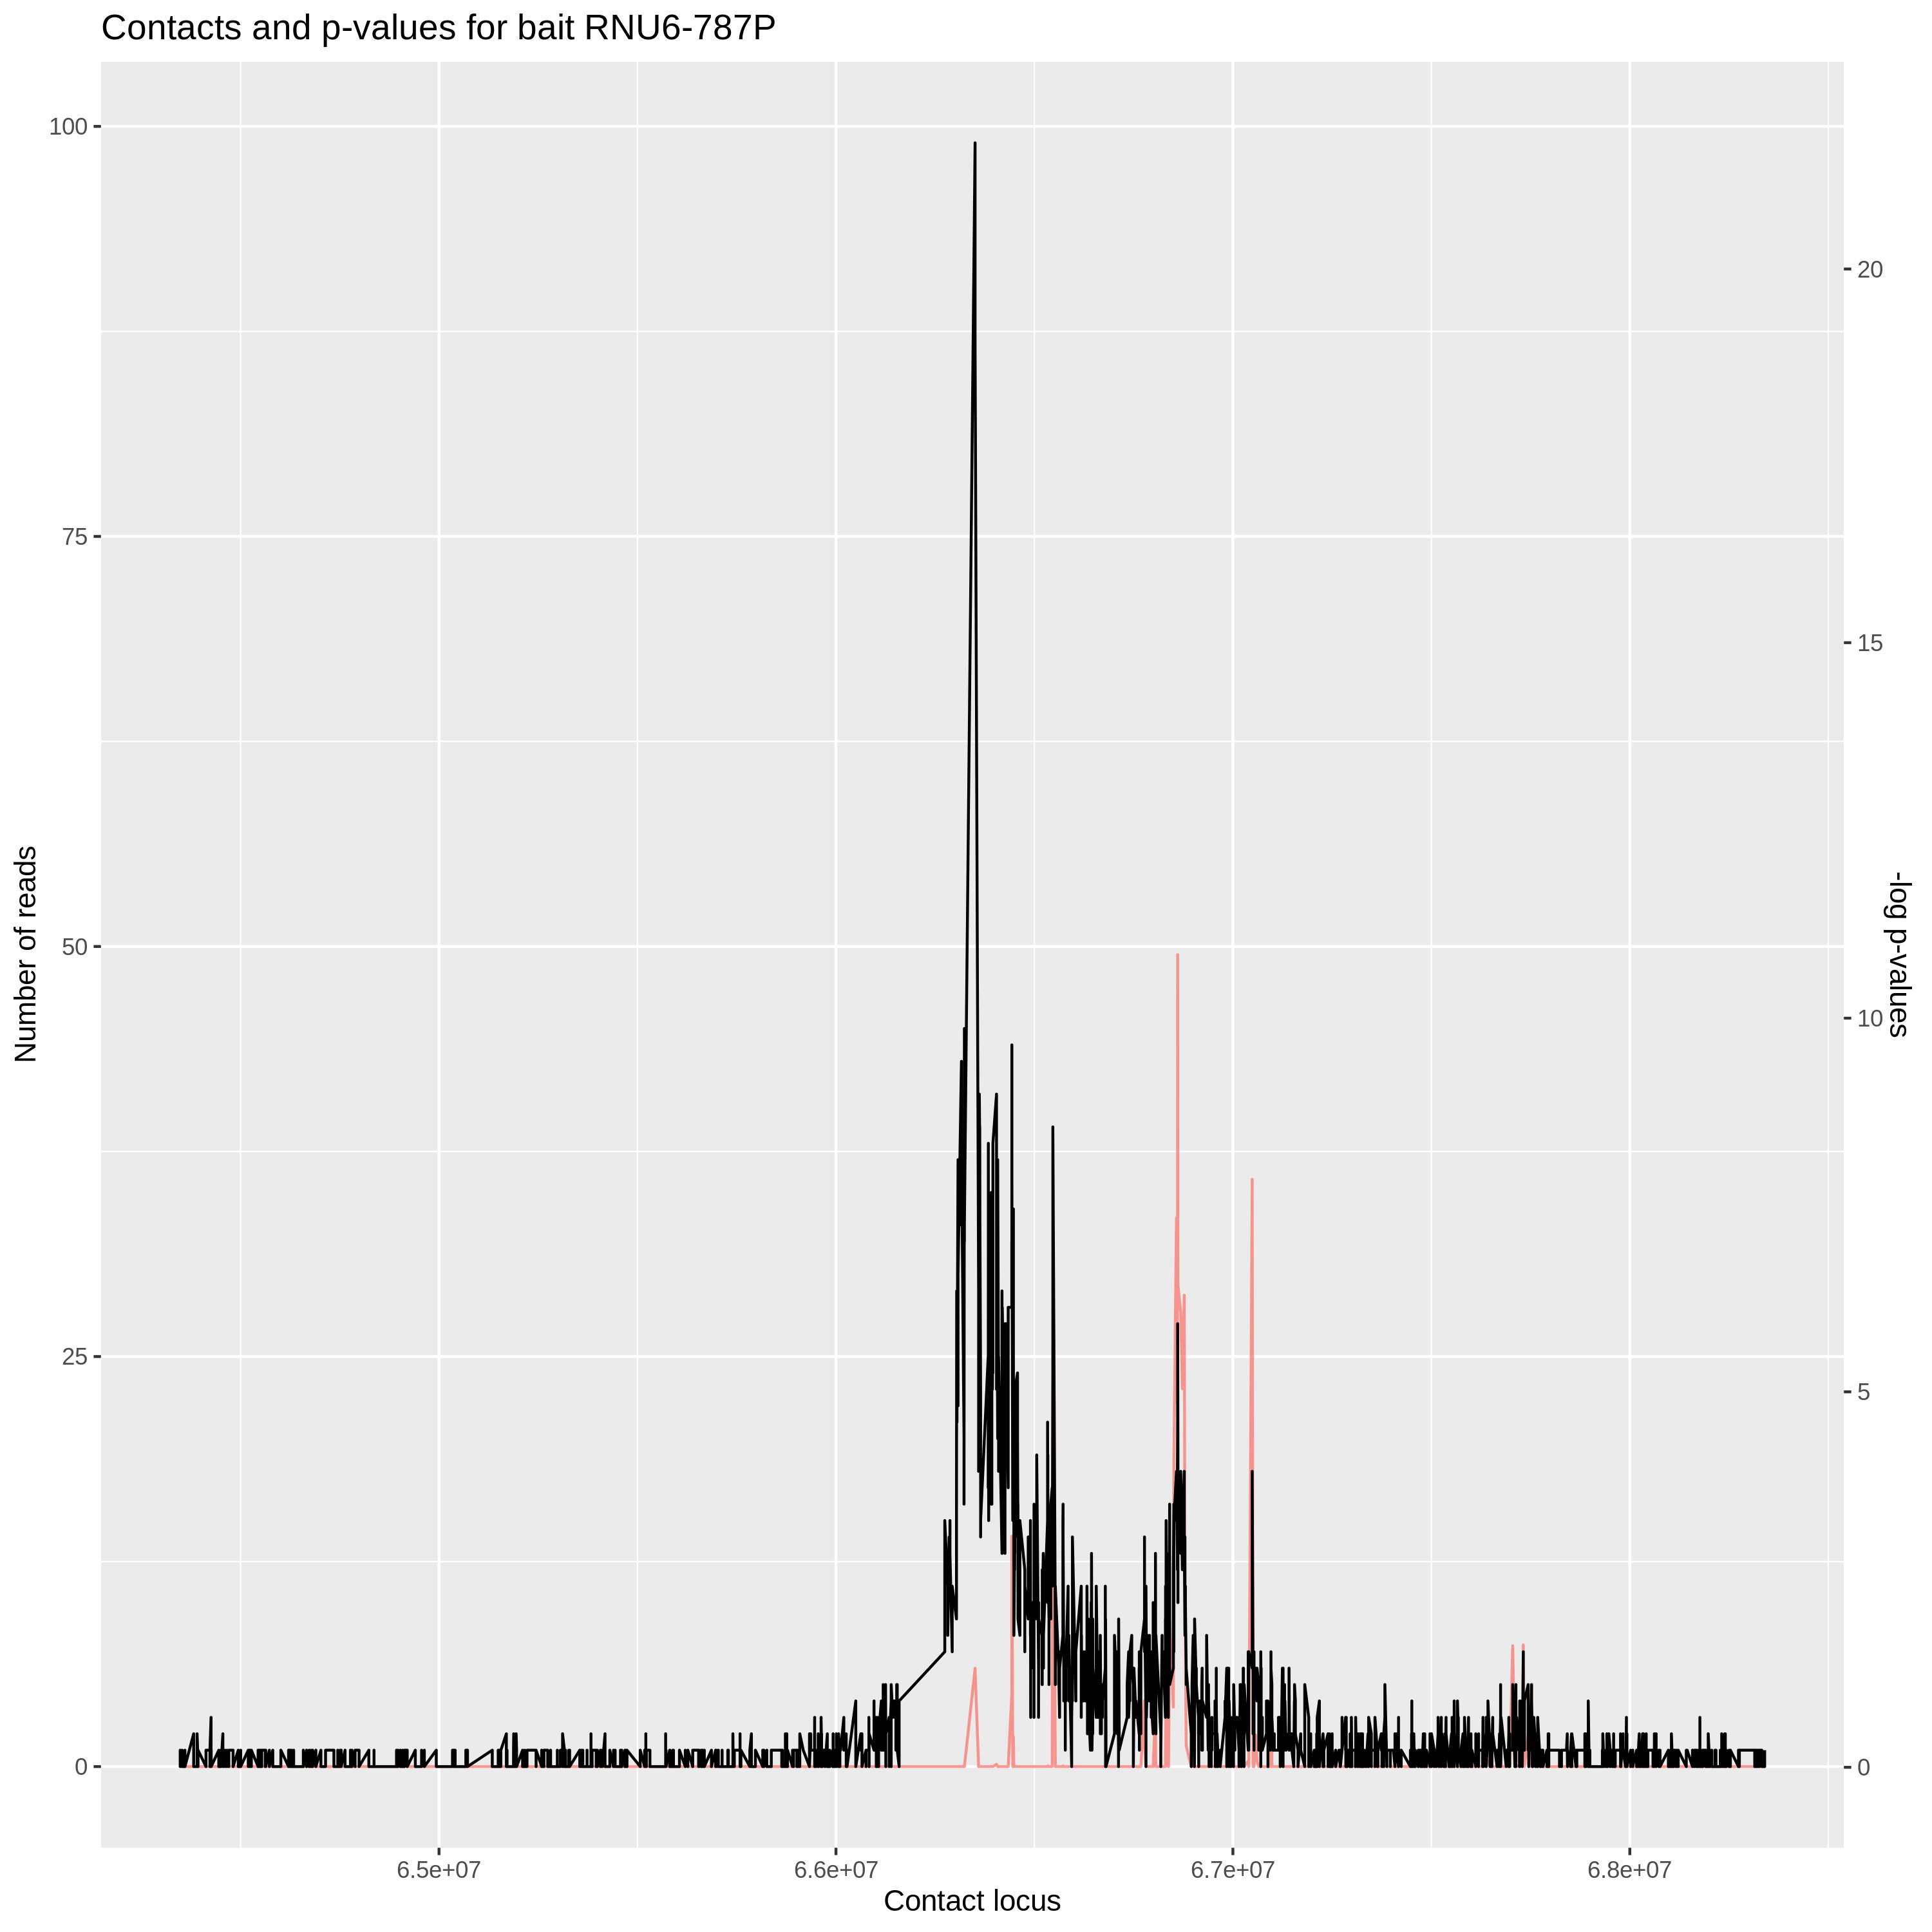 Contacts and p-values for bait RNU6-787P
100
75
50
25
0
Number of reads
20
15
10
5
0
-log p-values
6.5e+07
6.6e+07
6.7e+07
6.8e+07
Contact locus